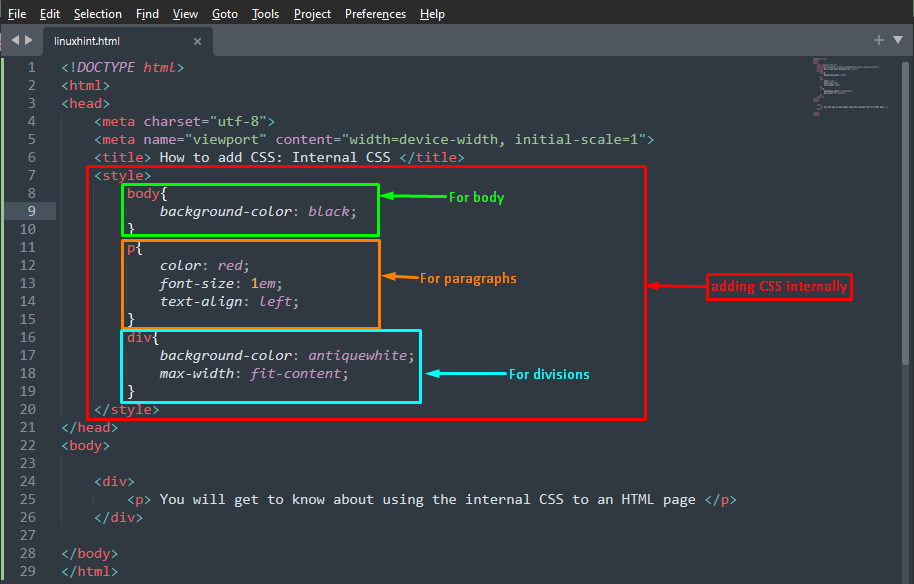 File Edit Selection Find View Goto Tools Project Preferences Help
linuxhint.html ×
1 <!DOCTYPE html>
2 <html>
3 <head>
4 <meta charset="utf-8">
5 <meta name="viewport" content="width=device-width, initial-scale=1">
6 <title> How to add CSS: Internal CSS </title>
7 <style>
8 body{ For body
9 background-color: black;
10 }
11 p{
12 color: red;
13 font-size: 1em; For paragraphs adding CSS internally
14 text-align: left;
15 }
16 div{
17 background-color: antiquewhite;
18 max-width: fit-content; For divisions
19 }
20 </style>
21 </head>
22 <body>
23
24 <div>
25 <p> You will get to know about using the internal CSS to an HTML page </p>
26 </div>
27
28 </body>
29 </html>